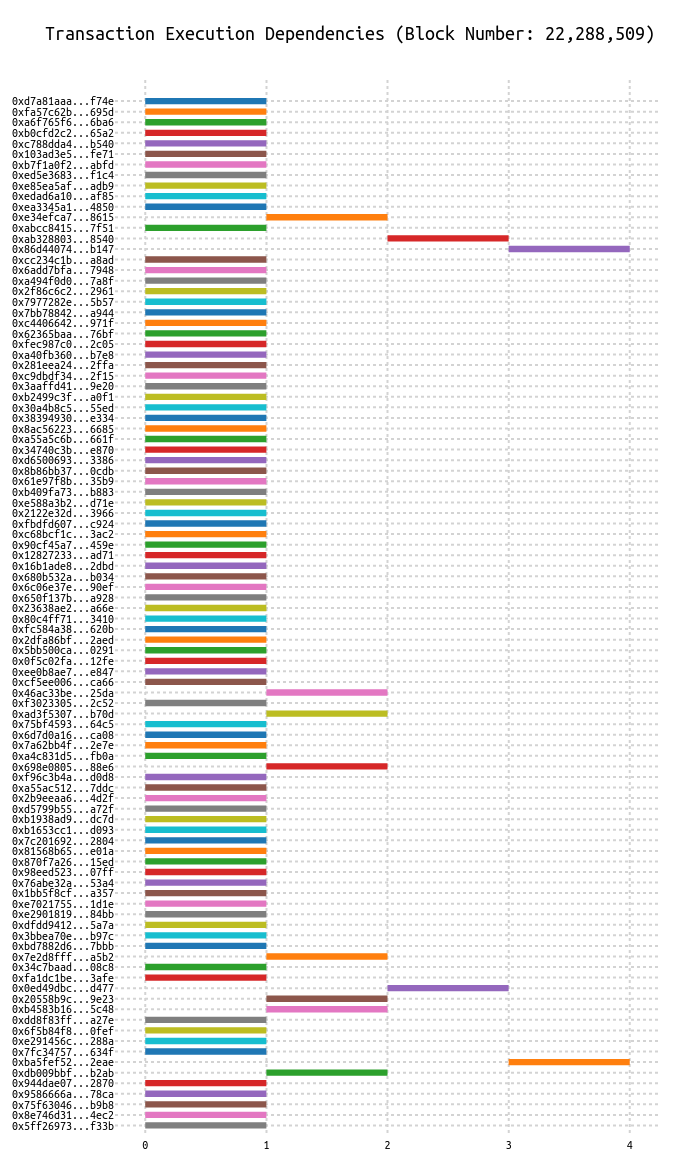 Transaction Execution Dependencies (Block Number: 22,288,509)
0xd7a81aaa...f74e
0xfa57c62b...695d
0xa6f765f6...6ba6
0xb0cfd2c2...65a2
0xc788dda4...b540
0x103ad3e5...fe71
0xb7f1a0f2...abfd
0xed5e3683...f1c4
0xe85ea5af...adb9
0xedad6a10...af85
0xea3345a1...4850
0xe34efca7...8615
0xabcc8415...7f51
0xab328803...8540
0x86d44074...b147
0xcc234c1b...a8ad
0x6add7bfa...7948
0xa494f0d0...7a8f
0x2f86c6c2...2961
0x7977282e...5b57
0x7bb78842...a944
0xc4406642...971f
0x62365baa...76bf
0xfec987c0...2c05
0xa40fb360...b7e8
0x281eea24...2ffa
0xc9dbdf34...2f15
0x3aaffd41...9e20
0xb2499c3f...a0f1
0x30a4b8c5...55ed
0x38394930...e334
0x8ac56223...6685
0xa55a5c6b...661f
0x34740c3b...e870
0xd6500693...3386
0x8b86bb37...0cdb
0x61e97f8b...35b9
0xb409fa73...b883
0xe588a3b2...d71e
0x2122e32d...3966
0xfbdfd607...c924
0xc68bcf1c...3ac2
0x90cf45a7...459e
0x12827233...ad71
0x16b1ade8...2dbd
0x680b532a...b034
0x6c06e37e...90ef
0x650f137b...a928
0x23638ae2...a66e
0x80c4ff71...3410
0xfc584a38...620b
0x2dfa86bf...2aed
0x5bb500ca...0291
0x0f5c02fa...12fe
0xee0b8ae7...e847
0xcf5ee006...ca66
0x46ac33be...25da
0xf3023305...2c52
0xad3f5307...b70d
0x75bf4593...64c5
0x6d7d0a16...ca08
0x7a62bb4f...2e7e
0xa4c831d5...fb0a
0x698e0805...88e6
0xf96c3b4a...d0d8
0xa55ac512...7ddc
0x2b9eeaa6...4d2f
0xd5799b55...a72f
0xb1938ad9...dc7d
0xb1653cc1...d093
0x7c201692...2804
0x81568b65...e01a
0x870f7a26...15ed
0x98eed523...07ff
0x76abe32a...53a4
0x1bb5f8cf...a357
0xe7021755...1d1e
0xe2901819...84bb
0xdfdd9412...5a7a
0x3bbea70e...b97c
0xbd7882d6...7bbb
0x7e2d8fff...a5b2
0x34c7baad...08c8
0xfa1dc1be...3afe
0x0ed49dbc...d477
0x20558b9c...9e23
0xb4583b16...5c48
0xdd8f83ff...a27e
0x6f5b84f8...0fef
0xe291456c...288a
0x7fc34757...634f
0xba5fef52...2eae
0xdb009bbf...b2ab
0x944dae07...2870
0x9586666a...78ca
0x75f63046...b9b8
0x8e746d31...4ec2
0x5ff26973...f33b
0 1 2 3 4